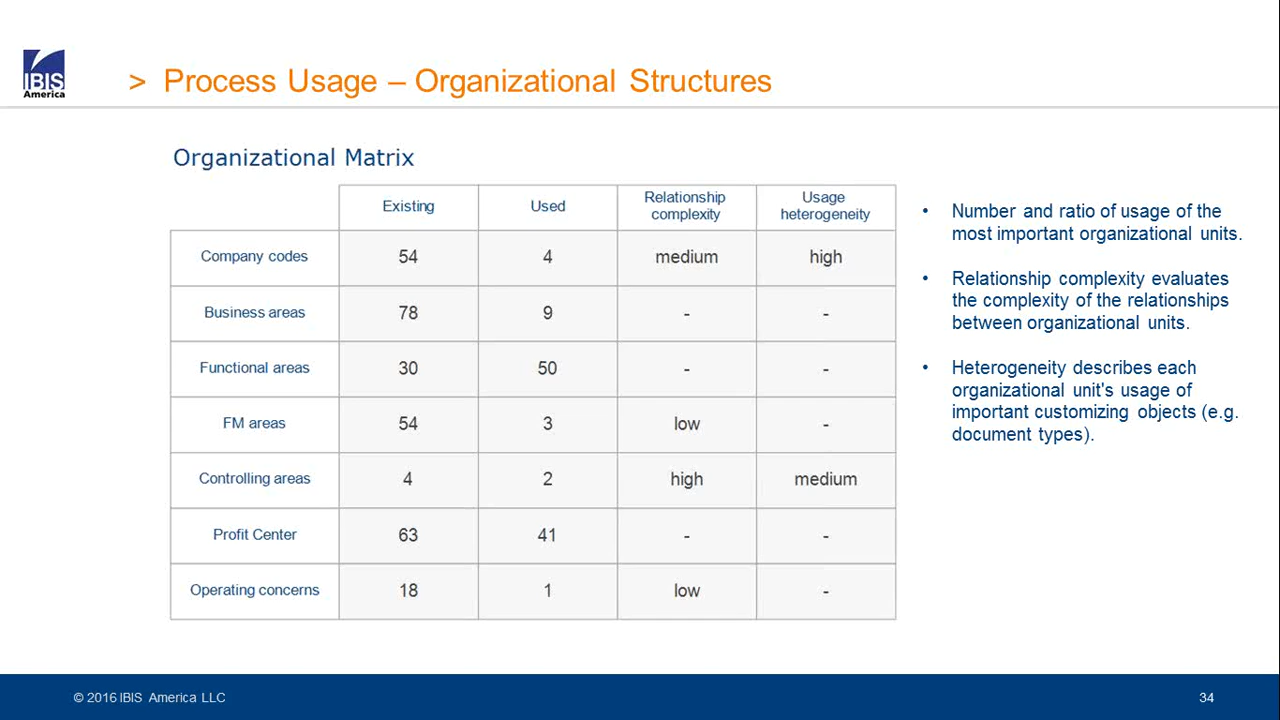 IBIS
America
> Process Usage – Organizational Structures
Organizational Matrix
Existing Used Relationship complexity Usage heterogeneity
Company codes 54 4 medium high
Business areas 78 9 - -
Functional areas 30 50 - -
FM areas 54 3 low -
Controlling areas 4 2 high medium
Profit Center 63 41 - -
Operating concerns 18 1 low -
• Number and ratio of usage of the
most important organizational units.
• Relationship complexity evaluates
the complexity of the relationships
between organizational units.
• Heterogeneity describes each
organizational unit's usage of
important customizing objects (e.g.
document types).
© 2016 IBIS America LLC
34